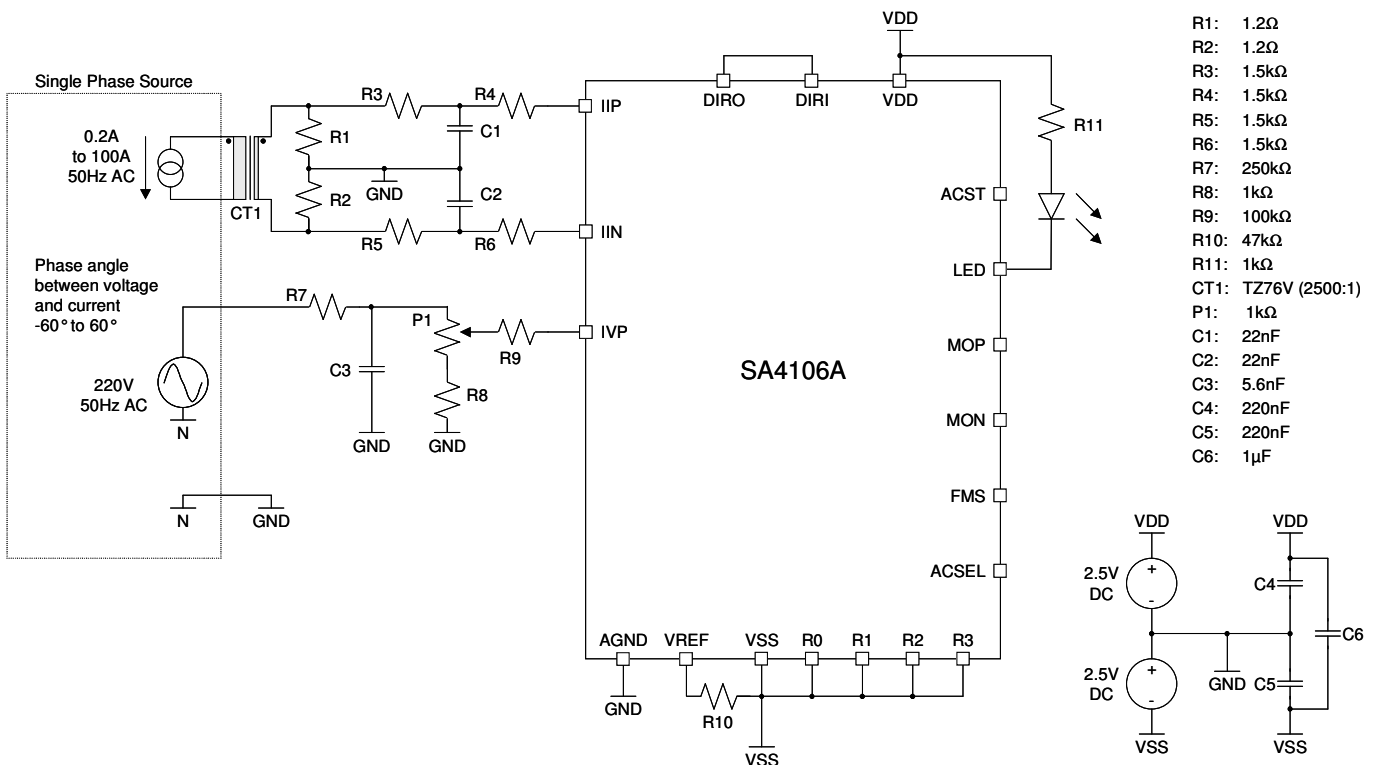 VDD
R1: 1.2Ω
R2: 1.2Ω
R3: 1.5kΩ
R4: 1.5kΩ
R5: 1.5kΩ
R6: 1.5kΩ
R7: 250kΩ
R8: 1kΩ
R9: 100kΩ
R10: 47kΩ
R11: 1kΩ
CT1: TZ76V (2500:1)
P1: 1kΩ
C1: 22nF
C2: 22nF
C3: 5.6nF
C4: 220nF
C5: 220nF
C6: 1µF
Single Phase Source
0.2A
to 100A
50Hz AC
CT1
R1
R2
R3
R4
C1
GND
C2
R5
R6
Phase angle
between voltage
and current
-60° to 60°
220V
50Hz AC
N
N
GND
R7
C3
GND
P1
R8
GND
R9
IIP
IIN
IVP
DIRO
DIRI
VDD
SA4106A
ACST
LED
MOP
MON
FMS
ACSEL
R11
AGND
VREF
VSS
R0
R1
R2
R3
GND
R10
VSS
VDD
2.5V
DC
+
-
2.5V
DC
+
-
VSS
GND
VDD
C4
C5
C6
VSS